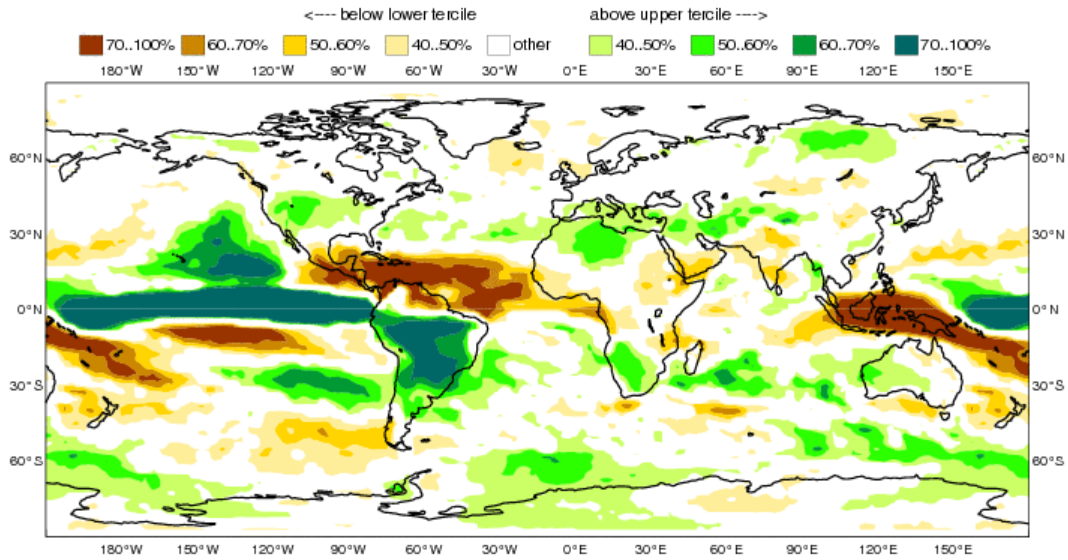 <---- below lower tercile above upper tercile ---->
70..100% 60..70% 50..60% 40..50% other 40..50% 50..60% 60..70% 70..100%
180°W 150°W 120°W 90°W 60°W 30°W 0°E 30°E 60°E 90°E 120°E 150°E
60°N 60°N
30°N 30°N
0°N 0°N
30°S 30°S
60°S 60°S
180°W 150°W 120°W 90°W 60°W 30°W 0°E 30°E 60°E 90°E 120°E 150°E